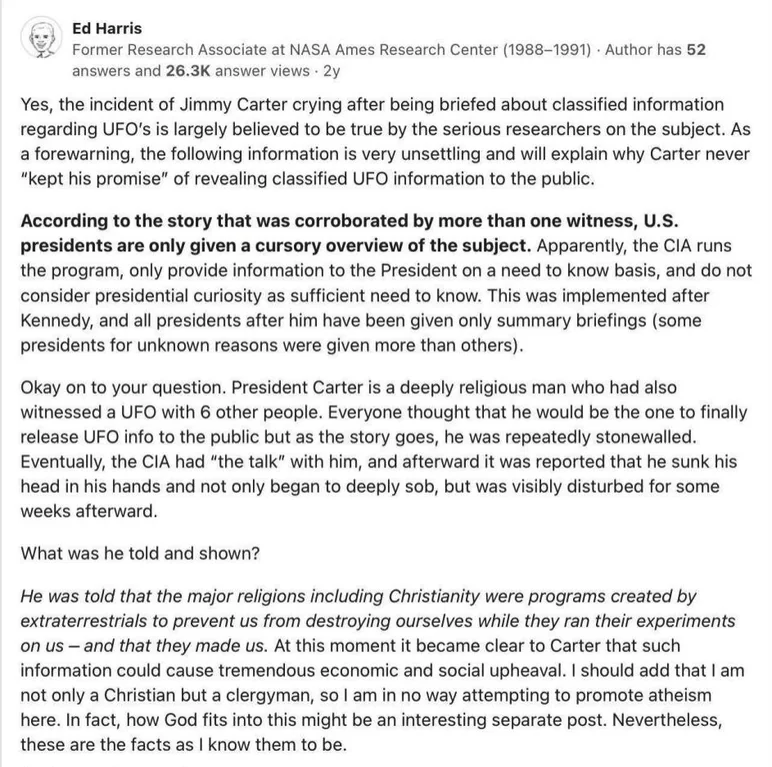 Ed Harris
Former Research Associate at NASA Ames Research Center (1988–1991) · Author has 52
answers and 26.3K answer views · 2y
Yes, the incident of Jimmy Carter crying after being briefed about classified information
regarding UFO's is largely believed to be true by the serious researchers on the subject. As
a forewarning, the following information is very unsettling and will explain why Carter never
“kept his promise” of revealing classified UFO information to the public.
According to the story that was corroborated by more than one witness, U.S.
presidents are only given a cursory overview of the subject. Apparently, the CIA runs
the program, only provide information to the President on a need to know basis, and do not
consider presidential curiosity as sufficient need to know. This was implemented after
Kennedy, and all presidents after him have been given only summary briefings (some
presidents for unknown reasons were given more than others).
Okay on to your question. President Carter is a deeply religious man who had also
witnessed a UFO with 6 other people. Everyone thought that he would be the one to finally
release UFO info to the public but as the story goes, he was repeatedly stonewalled.
Eventually, the CIA had “the talk” with him, and afterward it was reported that he sunk his
head in his hands and not only began to deeply sob, but was visibly disturbed for some
weeks afterward.
What was he told and shown?
He was told that the major religions including Christianity were programs created by
extraterrestrials to prevent us from destroying ourselves while they ran their experiments
on us – and that they made us. At this moment it became clear to Carter that such
information could cause tremendous economic and social upheaval. I should add that I am
not only a Christian but a clergyman, so I am in no way attempting to promote atheism
here. In fact, how God fits into this might be an interesting separate post. Nevertheless,
these are the facts as I know them to be.